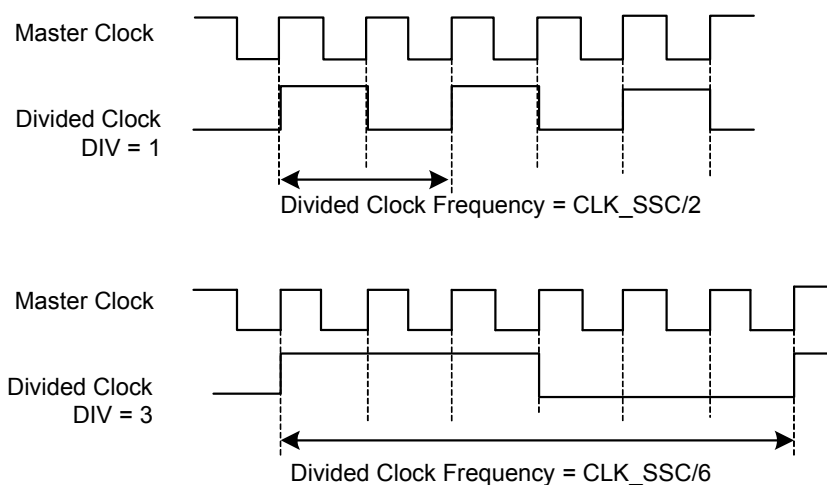 Master Clock
Divided Clock
DIV = 1
Divided Clock Frequency = CLK_SSC/2
Master Clock
Divided Clock
DIV = 3
Divided Clock Frequency = CLK_SSC/6